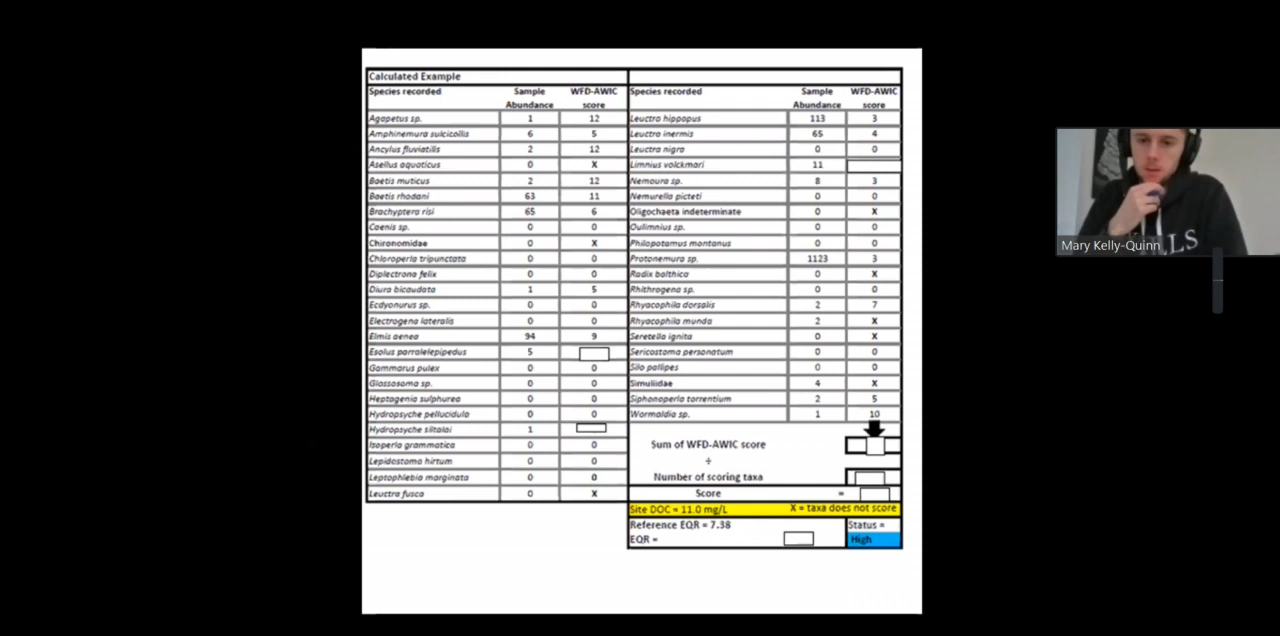 Calculated Example
Species recorded Sample Abundance WFD-AWIC score
Agapetus sp. 1 12
Amphinemura sulcicollis 6 5
Ancylus fluviatilis 2 12
Asellus aquaticus 0 X
Baetis muticus 2 12
Baetis rhodani 63 11
Brachyptera risi 65 6
Caenis sp. 0 0
Chironomidae 0 X
Chloroperla tripunctata 0 0
Diplectrona felix 0 0
Diura bicaudata 1 5
Ecdyonurus sp. 0 0
Electrogena lateralis 0 0
Elmis aenea 94 9
Esolus parralelepipedus 5
Gammarus pulex 0 0
Glossosoma sp. 0 0
Heptagenia sulphurea 0 0
Hydropsyche pellucidula 0 0
Hydropsyche siltalai 1
Isoperla grammatica 0 0
Lepidostoma hirtum 0 0
Leptophlebia marginata 0 0
Leuctra fusca 0 X
Species recorded Sample Abundance WFD-AWIC score
Leuctra hippopus 113 3
Leuctra inermis 65 4
Leuctra nigra 0 0
Limnius volckmari 11
Nemoura sp. 8 3
Nemurella picteti 0 0
Oligochaeta indeterminate 0 X
Oulimnius sp. 0 0
Philopotamus montanus 0 0
Protonemura sp. 1123 3
Radix balthica 0 X
Rhithrogena sp. 0 0
Rhyacophila dorsalis 2 7
Rhyacophila munda 2 X
Seretella ignita 0 X
Sericostoma personatum 0 0
Silo pallipes 0 0
Simuliidae 4 X
Siphonoperla torrentium 2 5
Wormaldia sp. 1 10
Sum of WFD-AWIC score
÷
Number of scoring taxa
Score =
Site DOC = 11.0 mg/L X = taxa does not score
Reference EQR = 7.38 Status =
EQR = High
Mary Kelly-Quinn